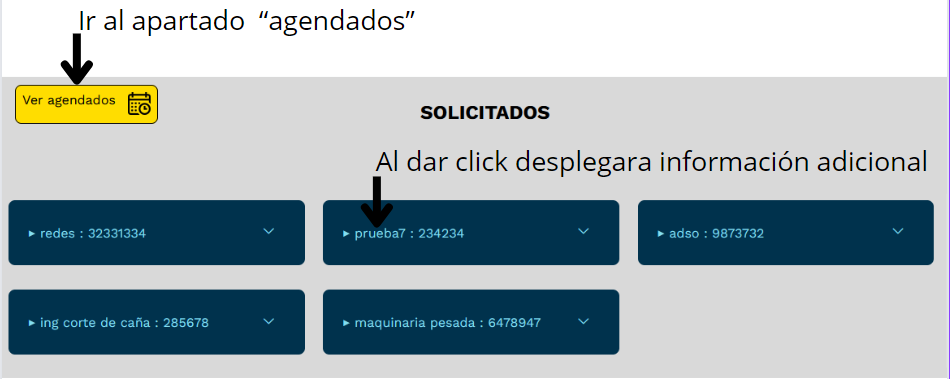 Ir al apartado “agendados”
Ver agendados
SOLICITADOS
Al dar click desplegara información adicional
▸ redes : 32331334
▸ prueba7 : 234234
▸ adso : 9873732
▸ ing corte de caña : 285678
▸ maquinaria pesada : 6478947